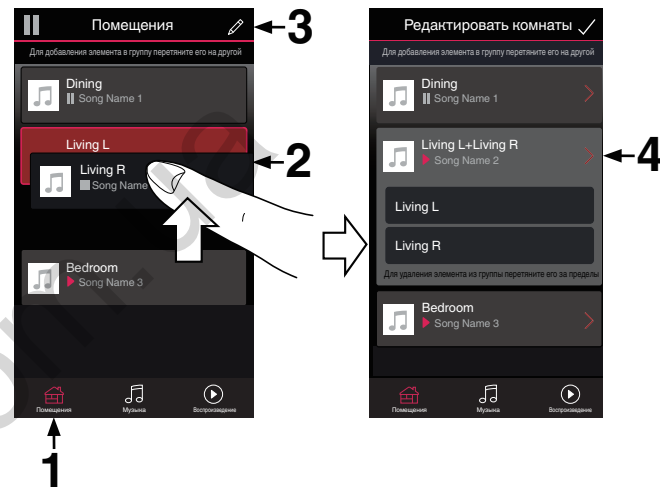 Помещения
3
Для добавления элемента в группу перетяните его на другой
Dining
Song Name 1
Living L
Living R
Song Name
2
Bedroom
Song Name 3
Помещения
Музыка
Воспроизведение
1
Редактировать комнаты
Для добавления элемента в группу перетяните его на другой
Dining
Song Name 1
Living L+Living R
Song Name 2
4
Living L
Living R
Для удаления элемента из группы перетяните его за пределы
Bedroom
Song Name 3
Помещения
Музыка
Воспроизведение
om.ua